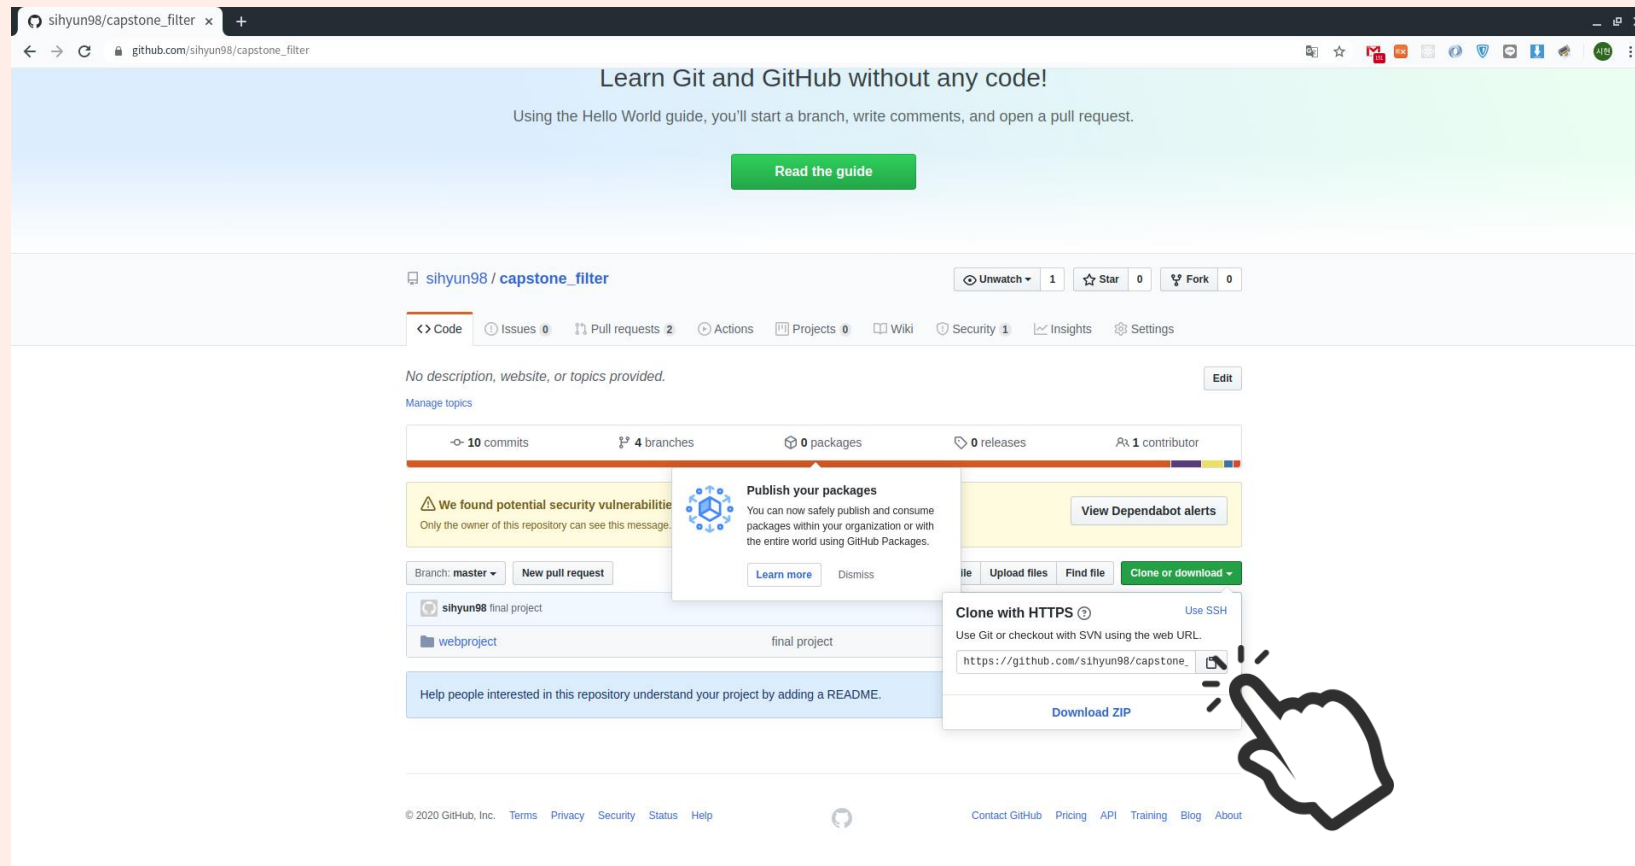 sihyun98/capstone_filter × +
github.com/sihyun98/capstone_filter
시현
Learn Git and GitHub without any code!
Using the Hello World guide, you’ll start a branch, write comments, and open a pull request.
Read the guide
sihyun98 / capstone_filter
Unwatch 1 Star 0 Fork 0
Code Issues 0 Pull requests 2 Actions Projects 0 Wiki Security 1 Insights Settings
No description, website, or topics provided.
Edit
Manage topics
10 commits 4 branches 0 packages 0 releases 1 contributor
We found potential security vulnerabilitie
Only the owner of this repository can see this message.
View Dependabot alerts
Publish your packages
You can now safely publish and consume
packages within your organization or with
the entire world using GitHub Packages.
Learn more Dismiss
Branch: master New pull request
ile Upload files Find file Clone or download
sihyun98 final project
webproject final project
Clone with HTTPS Use SSH
Use Git or checkout with SVN using the web URL.
https://github.com/sihyun98/capstone_
Download ZIP
Help people interested in this repository understand your project by adding a README.
© 2020 GitHub, Inc. Terms Privacy Security Status Help
Contact GitHub Pricing API Training Blog About